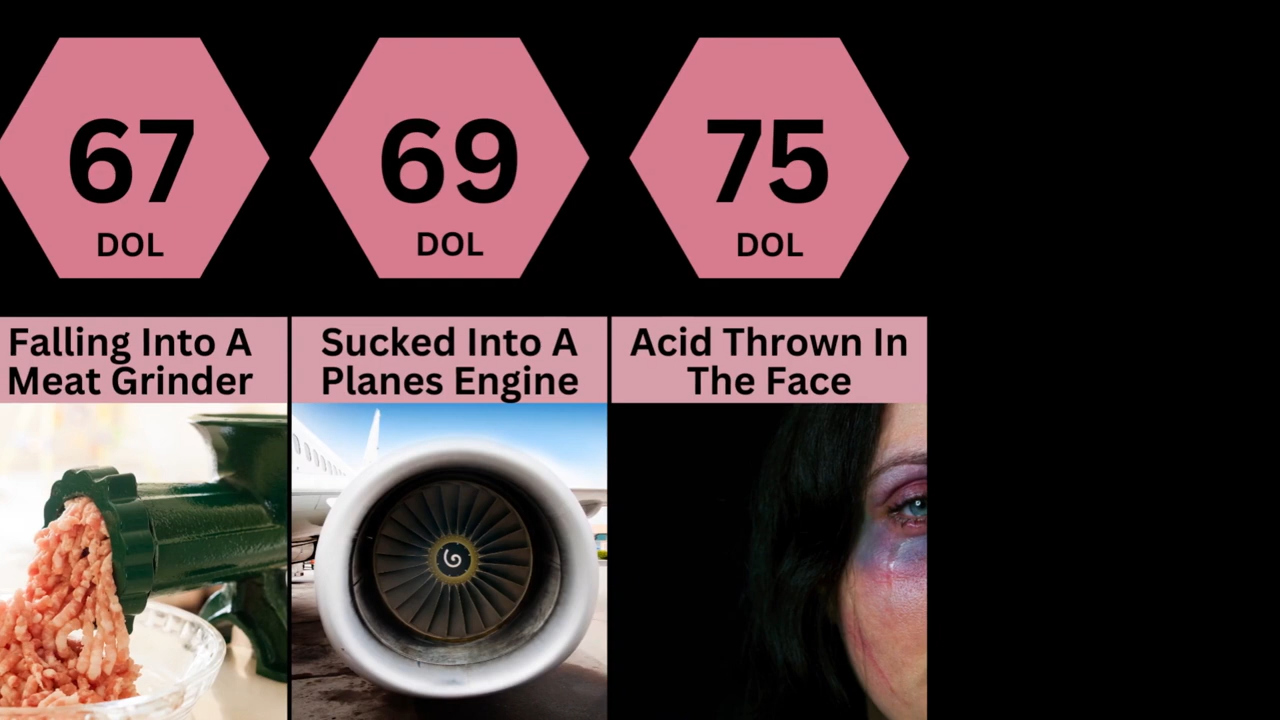 67
DOL
69
DOL
75
DOL
Falling Into A
Meat Grinder
Sucked Into A
Planes Engine
Acid Thrown In
The Face